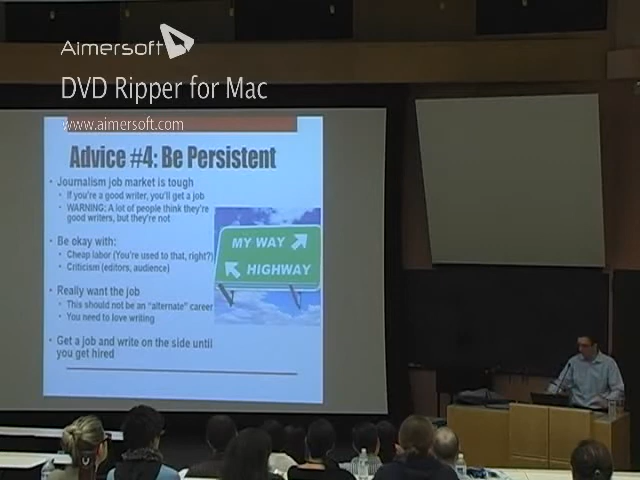 Aimersoft
DVD Ripper for Mac
www.aimersoft.com
Advice #4: Be Persistent
• Journalism job market is tough
• If you're a good writer, you'll get a job
• WARNING: A lot of people think they're
good writers, but they're not
• Be okay with:
• Cheap labor (You're used to that, right?)
• Criticism (editors, audience)
• Really want the job
• This should not be an "alternate" career
• You need to love writing
• Get a job and write on the side until
you get hired
MY WAY
HIGHWAY